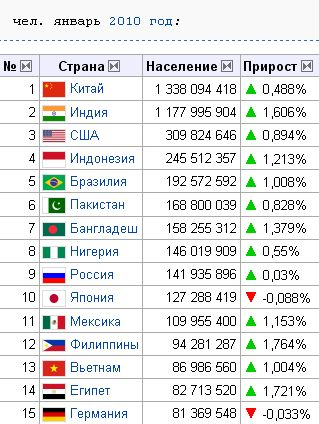 чел. январь 2010 год:
№ Страна Население Прирост
1 Китай 1 338 094 418 0,488%
2 Индия 1 177 995 904 1,606%
3 США 309 824 646 0,894%
4 Индонезия 245 512 357 1,213%
5 Бразилия 192 572 592 1,008%
6 Пакистан 168 800 039 0,828%
7 Бангладеш 158 255 312 1,379%
8 Нигерия 146 019 909 0,55%
9 Россия 141 935 896 0,03%
10 Япония 127 288 419 -0,088%
11 Мексика 109 955 400 1,153%
12 Филиппины 94 281 287 1,764%
13 Вьетнам 86 986 560 1,004%
14 Египет 82 713 520 1,721%
15 Германия 81 369 548 -0,033%